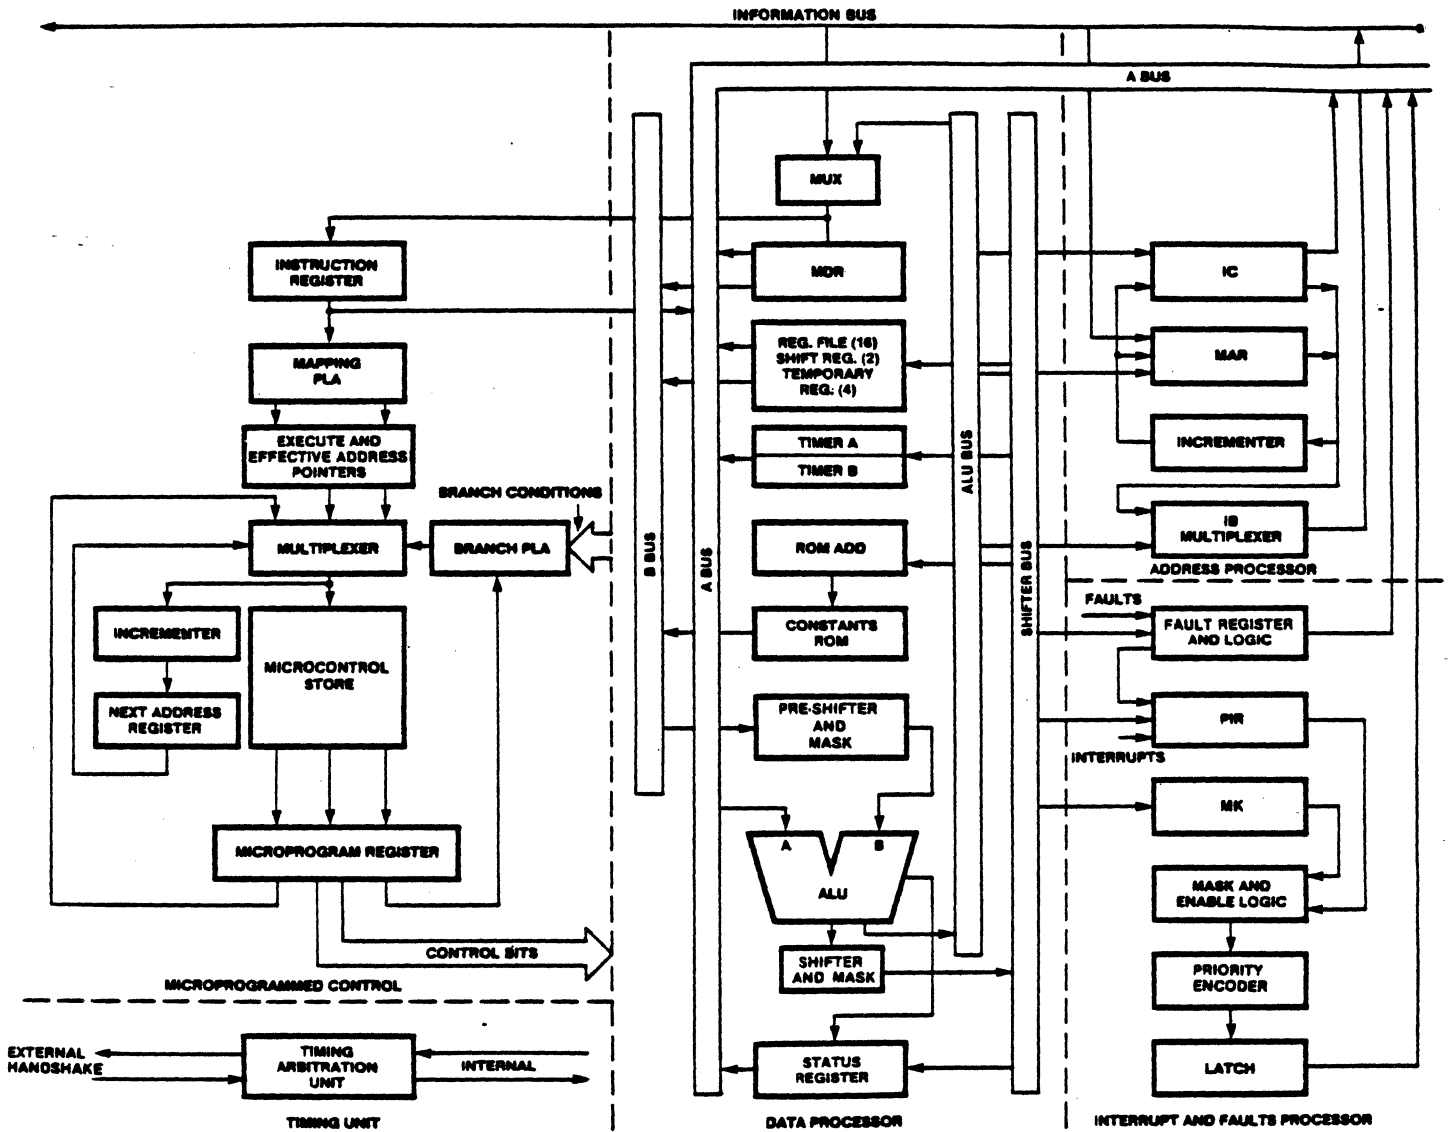 INFORMATION BUS
A BUS
MUX
INSTRUCTION
REGISTER
MDR
IC
MAPPING
PLA
REG. FILE (16)
SHIFT REG. (2)
TEMPORARY
REG. (4)
MAR
EXECUTE AND
EFFECTIVE ADDRESS
POINTERS
TIMER A
TIMER B
INCREMENTER
ALU BUS
BRANCH CONDITIONS
MULTIPLEXER
BRANCH PLA
B BUS
A BUS
ROM ADD
SHIFTER BUS
IB
MULTIPLEXER
ADDRESS PROCESSOR
FAULTS
INCREMENTER
MICROCONTROL
STORE
CONSTANTS
ROM
FAULT REGISTER
AND LOGIC
NEXT ADDRESS
REGISTER
PRE-SHIFTER
AND
MASK
PIR
INTERRUPTS
MK
MICROPROGRAM REGISTER
A
B
ALU
MASK AND
ENABLE LOGIC
CONTROL BITS
SHIFTER
AND MASK
PRIORITY
ENCODER
MICROPROGRAMMED CONTROL
EXTERNAL
HANDSHAKE
TIMING
ARBITRATION
UNIT
INTERNAL
STATUS
REGISTER
LATCH
TIMING UNIT
DATA PROCESSOR
INTERRUPT AND FAULTS PROCESSOR